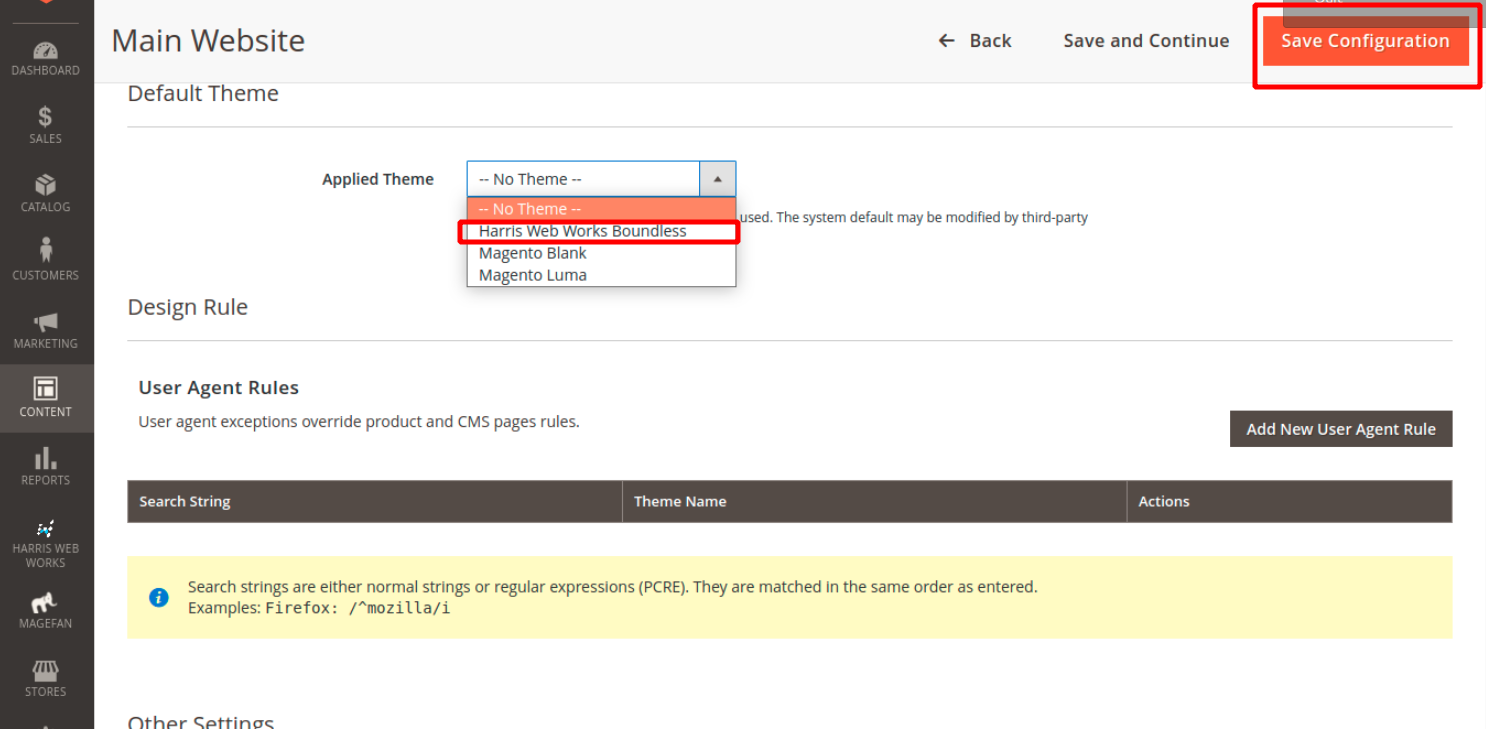 Main Website
← Back
Save and Continue
Save Configuration
DASHBOARD
$
SALES
CATALOG
CUSTOMERS
MARKETING
CONTENT
REPORTS
HARRIS WEB
WORKS
MAGEFAN
STORES
Default Theme
Applied Theme
-- No Theme --
-- No Theme --
Harris Web Works Boundless
Magento Blank
Magento Luma
used. The system default may be modified by third-party
Design Rule
User Agent Rules
User agent exceptions override product and CMS pages rules.
Add New User Agent Rule
Search String
Theme Name
Actions
Search strings are either normal strings or regular expressions (PCRE). They are matched in the same order as entered.
Examples: Firefox: /^mozilla/i
Other Settings